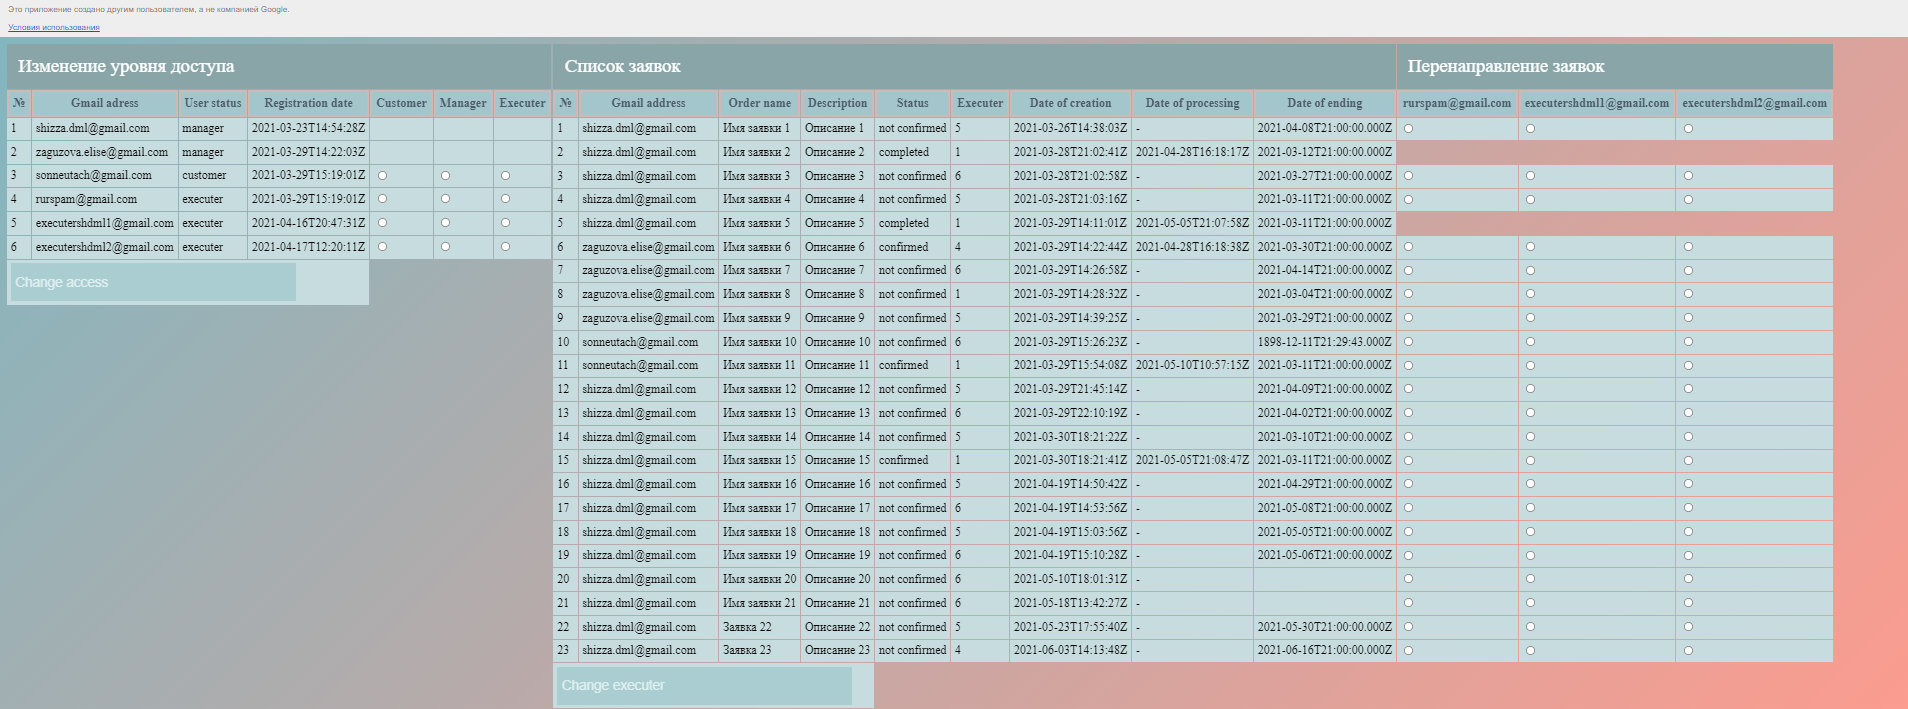 Это приложение создано другим пользователем, а не компанией Google.
Условия использования
Изменение уровня доступа
№ Gmail adress User status Registration date Customer Manager Executer
1 shizza.dml@gmail.com manager 2021-03-23T14:54:28Z
2 zaguzova.elise@gmail.com manager 2021-03-29T14:22:03Z
3 sonneutach@gmail.com customer 2021-03-29T15:19:01Z
4 rurspam@gmail.com executer 2021-03-29T15:19:01Z
5 executershdml1@gmail.com executer 2021-04-16T20:47:31Z
6 executershdml2@gmail.com executer 2021-04-17T12:20:11Z
Change access
Список заявок
№ Gmail address Order name Description Status Executer Date of creation Date of processing Date of ending
1 shizza.dml@gmail.com Имя заявки 1 Описание 1 not confirmed 5 2021-03-26T14:38:03Z - 2021-04-08T21:00:00.000Z
2 shizza.dml@gmail.com Имя заявки 2 Описание 2 completed 1 2021-03-28T21:02:41Z 2021-04-28T16:18:17Z 2021-03-12T21:00:00.000Z
3 shizza.dml@gmail.com Имя заявки 3 Описание 3 not confirmed 6 2021-03-28T21:02:58Z - 2021-03-27T21:00:00.000Z
4 shizza.dml@gmail.com Имя заявки 4 Описание 4 not confirmed 5 2021-03-28T21:03:16Z - 2021-03-11T21:00:00.000Z
5 shizza.dml@gmail.com Имя заявки 5 Описание 5 completed 1 2021-03-29T14:11:01Z 2021-05-05T21:07:58Z 2021-03-11T21:00:00.000Z
6 zaguzova.elise@gmail.com Имя заявки 6 Описание 6 confirmed 4 2021-03-29T14:22:44Z 2021-04-28T16:18:38Z 2021-03-30T21:00:00.000Z
7 zaguzova.elise@gmail.com Имя заявки 7 Описание 7 not confirmed 6 2021-03-29T14:26:58Z - 2021-04-14T21:00:00.000Z
8 zaguzova.elise@gmail.com Имя заявки 8 Описание 8 not confirmed 1 2021-03-29T14:28:32Z - 2021-03-04T21:00:00.000Z
9 zaguzova.elise@gmail.com Имя заявки 9 Описание 9 not confirmed 5 2021-03-29T14:39:25Z - 2021-03-29T21:00:00.000Z
10 sonneutach@gmail.com Имя заявки 10 Описание 10 not confirmed 6 2021-03-29T15:26:23Z - 1898-12-11T21:29:43.000Z
11 sonneutach@gmail.com Имя заявки 11 Описание 11 confirmed 1 2021-03-29T15:54:08Z 2021-05-10T10:57:15Z 2021-03-11T21:00:00.000Z
12 shizza.dml@gmail.com Имя заявки 12 Описание 12 not confirmed 5 2021-03-29T21:45:14Z - 2021-04-09T21:00:00.000Z
13 shizza.dml@gmail.com Имя заявки 13 Описание 13 not confirmed 6 2021-03-29T22:10:19Z - 2021-04-02T21:00:00.000Z
14 shizza.dml@gmail.com Имя заявки 14 Описание 14 not confirmed 5 2021-03-30T18:21:22Z - 2021-03-10T21:00:00.000Z
15 shizza.dml@gmail.com Имя заявки 15 Описание 15 confirmed 1 2021-03-30T18:21:41Z 2021-05-05T21:08:47Z 2021-03-11T21:00:00.000Z
16 shizza.dml@gmail.com Имя заявки 16 Описание 16 not confirmed 5 2021-04-19T14:50:42Z - 2021-04-29T21:00:00.000Z
17 shizza.dml@gmail.com Имя заявки 17 Описание 17 not confirmed 6 2021-04-19T14:53:56Z - 2021-05-08T21:00:00.000Z
18 shizza.dml@gmail.com Имя заявки 18 Описание 18 not confirmed 5 2021-04-19T15:03:56Z - 2021-05-05T21:00:00.000Z
19 shizza.dml@gmail.com Имя заявки 19 Описание 19 not confirmed 6 2021-04-19T15:10:28Z - 2021-05-06T21:00:00.000Z
20 shizza.dml@gmail.com Имя заявки 20 Описание 20 not confirmed 6 2021-05-10T18:01:31Z -
21 shizza.dml@gmail.com Имя заявки 21 Описание 21 not confirmed 6 2021-05-18T13:42:27Z -
22 shizza.dml@gmail.com Заявка 22 Описание 22 not confirmed 5 2021-05-23T17:55:40Z - 2021-05-30T21:00:00.000Z
23 shizza.dml@gmail.com Заявка 23 Описание 23 not confirmed 4 2021-06-03T14:13:48Z - 2021-06-16T21:00:00.000Z
Change executer
Перенаправление заявок
rurspam@gmail.com executershdml1@gmail.com executershdml2@gmail.com